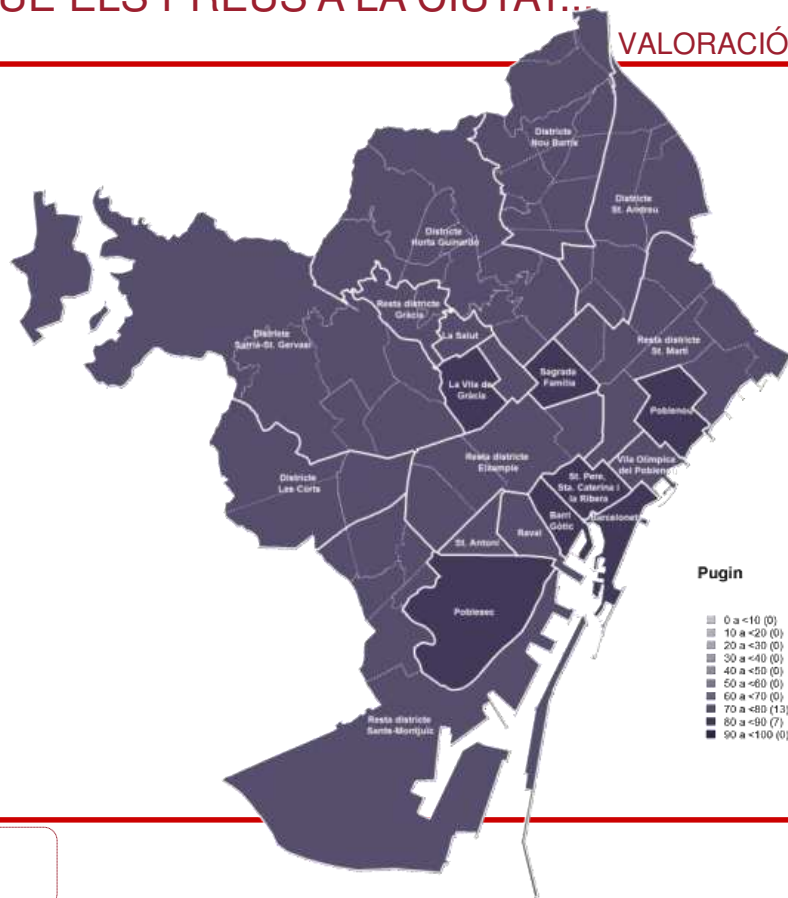 QUE ELS PREUS A LA CIUTAT...
VALORACIÓ
Districte
Nou Barris
Districte
St. Andreu
Districte
Horta Guinardó
Resta districte
Gràcia
Districte
Sarrià-St. Gervasi
La Salut
Resta districte
St. Martí
La Vila de
Gràcia
Sagrada
Família
Poblenou
Resta districte
Eixample
Vila Olímpica
del Poblenou
Districte
Les Corts
St. Pere,
Sta. Caterina i
la Ribera
Barri
Gòtic
Barceloneta
Raval
St. Antoni
Poblesec
Resta districte
Sants-Montjuïc
Pugin
0 a <10 (0)
10 a <20 (0)
20 a <30 (0)
30 a <40 (0)
40 a <50 (0)
50 a <60 (0)
60 a <70 (0)
70 a <80 (13)
80 a <90 (7)
90 a <100 (0)